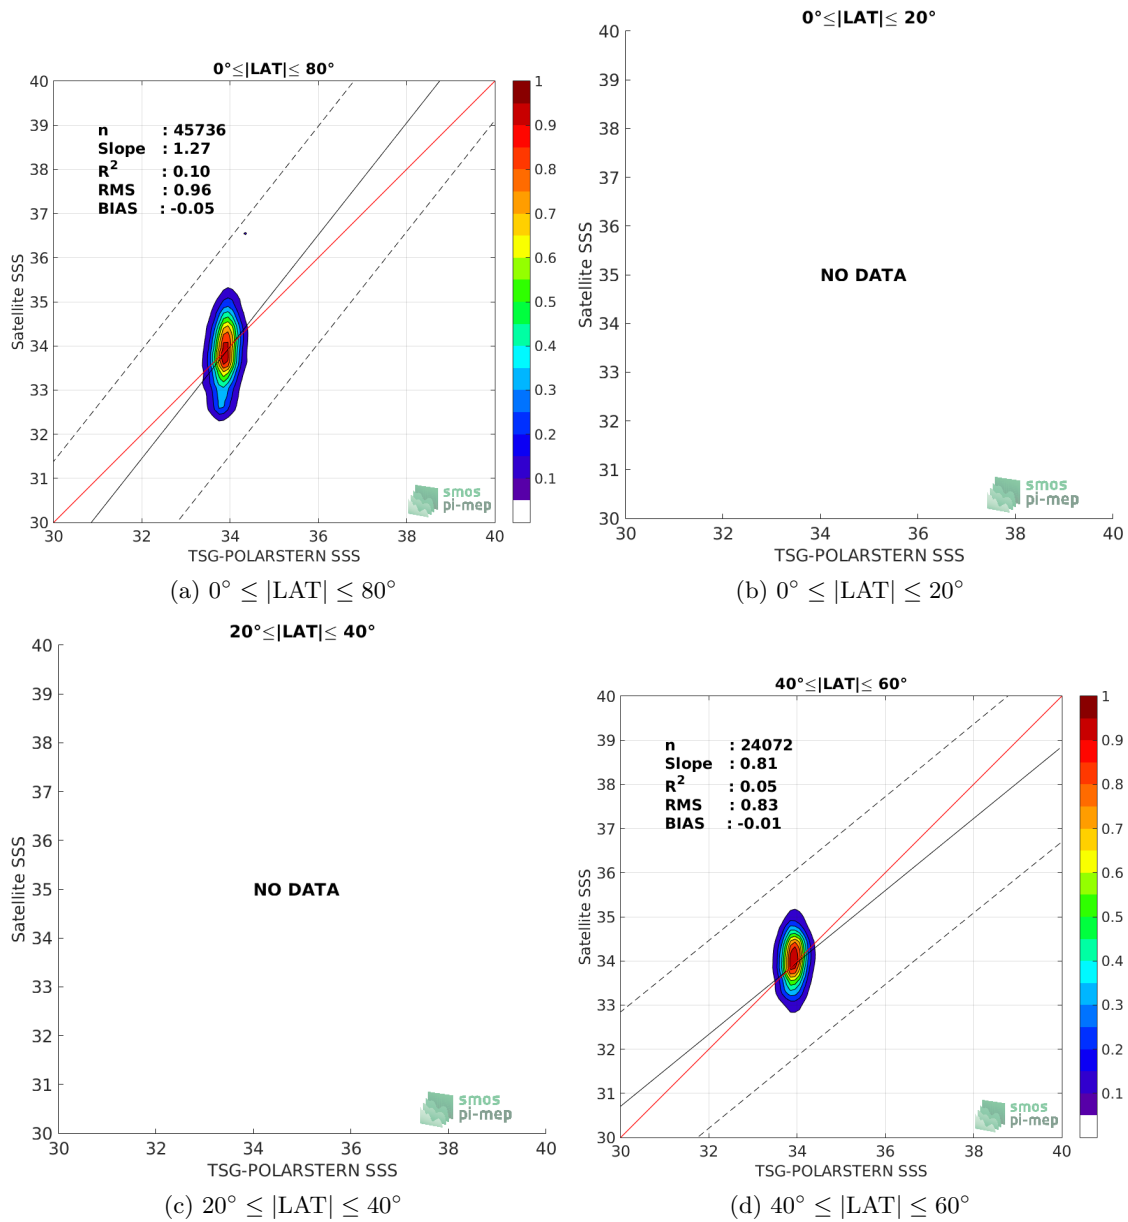 0°≤|LAT|≤ 80°
40
39
38
37
36
35
34
33
32
31
30
Satellite SSS
n : 45736
Slope : 1.27
R2 : 0.10
RMS : 0.96
BIAS : -0.05
smos
pi-mep
30 32 34 36 38 40
TSG-POLARSTERN SSS
1
0.9
0.8
0.7
0.6
0.5
0.4
0.3
0.2
0.1
(a) 0° ≤ |LAT| ≤ 80°
0°≤|LAT|≤ 20°
40
39
38
37
36
35
34
33
32
31
30
Satellite SSS
NO DATA
smos
pi-mep
30 32 34 36 38 40
TSG-POLARSTERN SSS
(b) 0° ≤ |LAT| ≤ 20°
20°≤|LAT|≤ 40°
40
39
38
37
36
35
34
33
32
31
30
Satellite SSS
NO DATA
smos
pi-mep
30 32 34 36 38 40
TSG-POLARSTERN SSS
(c) 20° ≤ |LAT| ≤ 40°
40°≤|LAT|≤ 60°
40
39
38
37
36
35
34
33
32
31
30
Satellite SSS
n : 24072
Slope : 0.81
R2 : 0.05
RMS : 0.83
BIAS : -0.01
smos
pi-mep
30 32 34 36 38 40
TSG-POLARSTERN SSS
1
0.9
0.8
0.7
0.6
0.5
0.4
0.3
0.2
0.1
(d) 40° ≤ |LAT| ≤ 60°